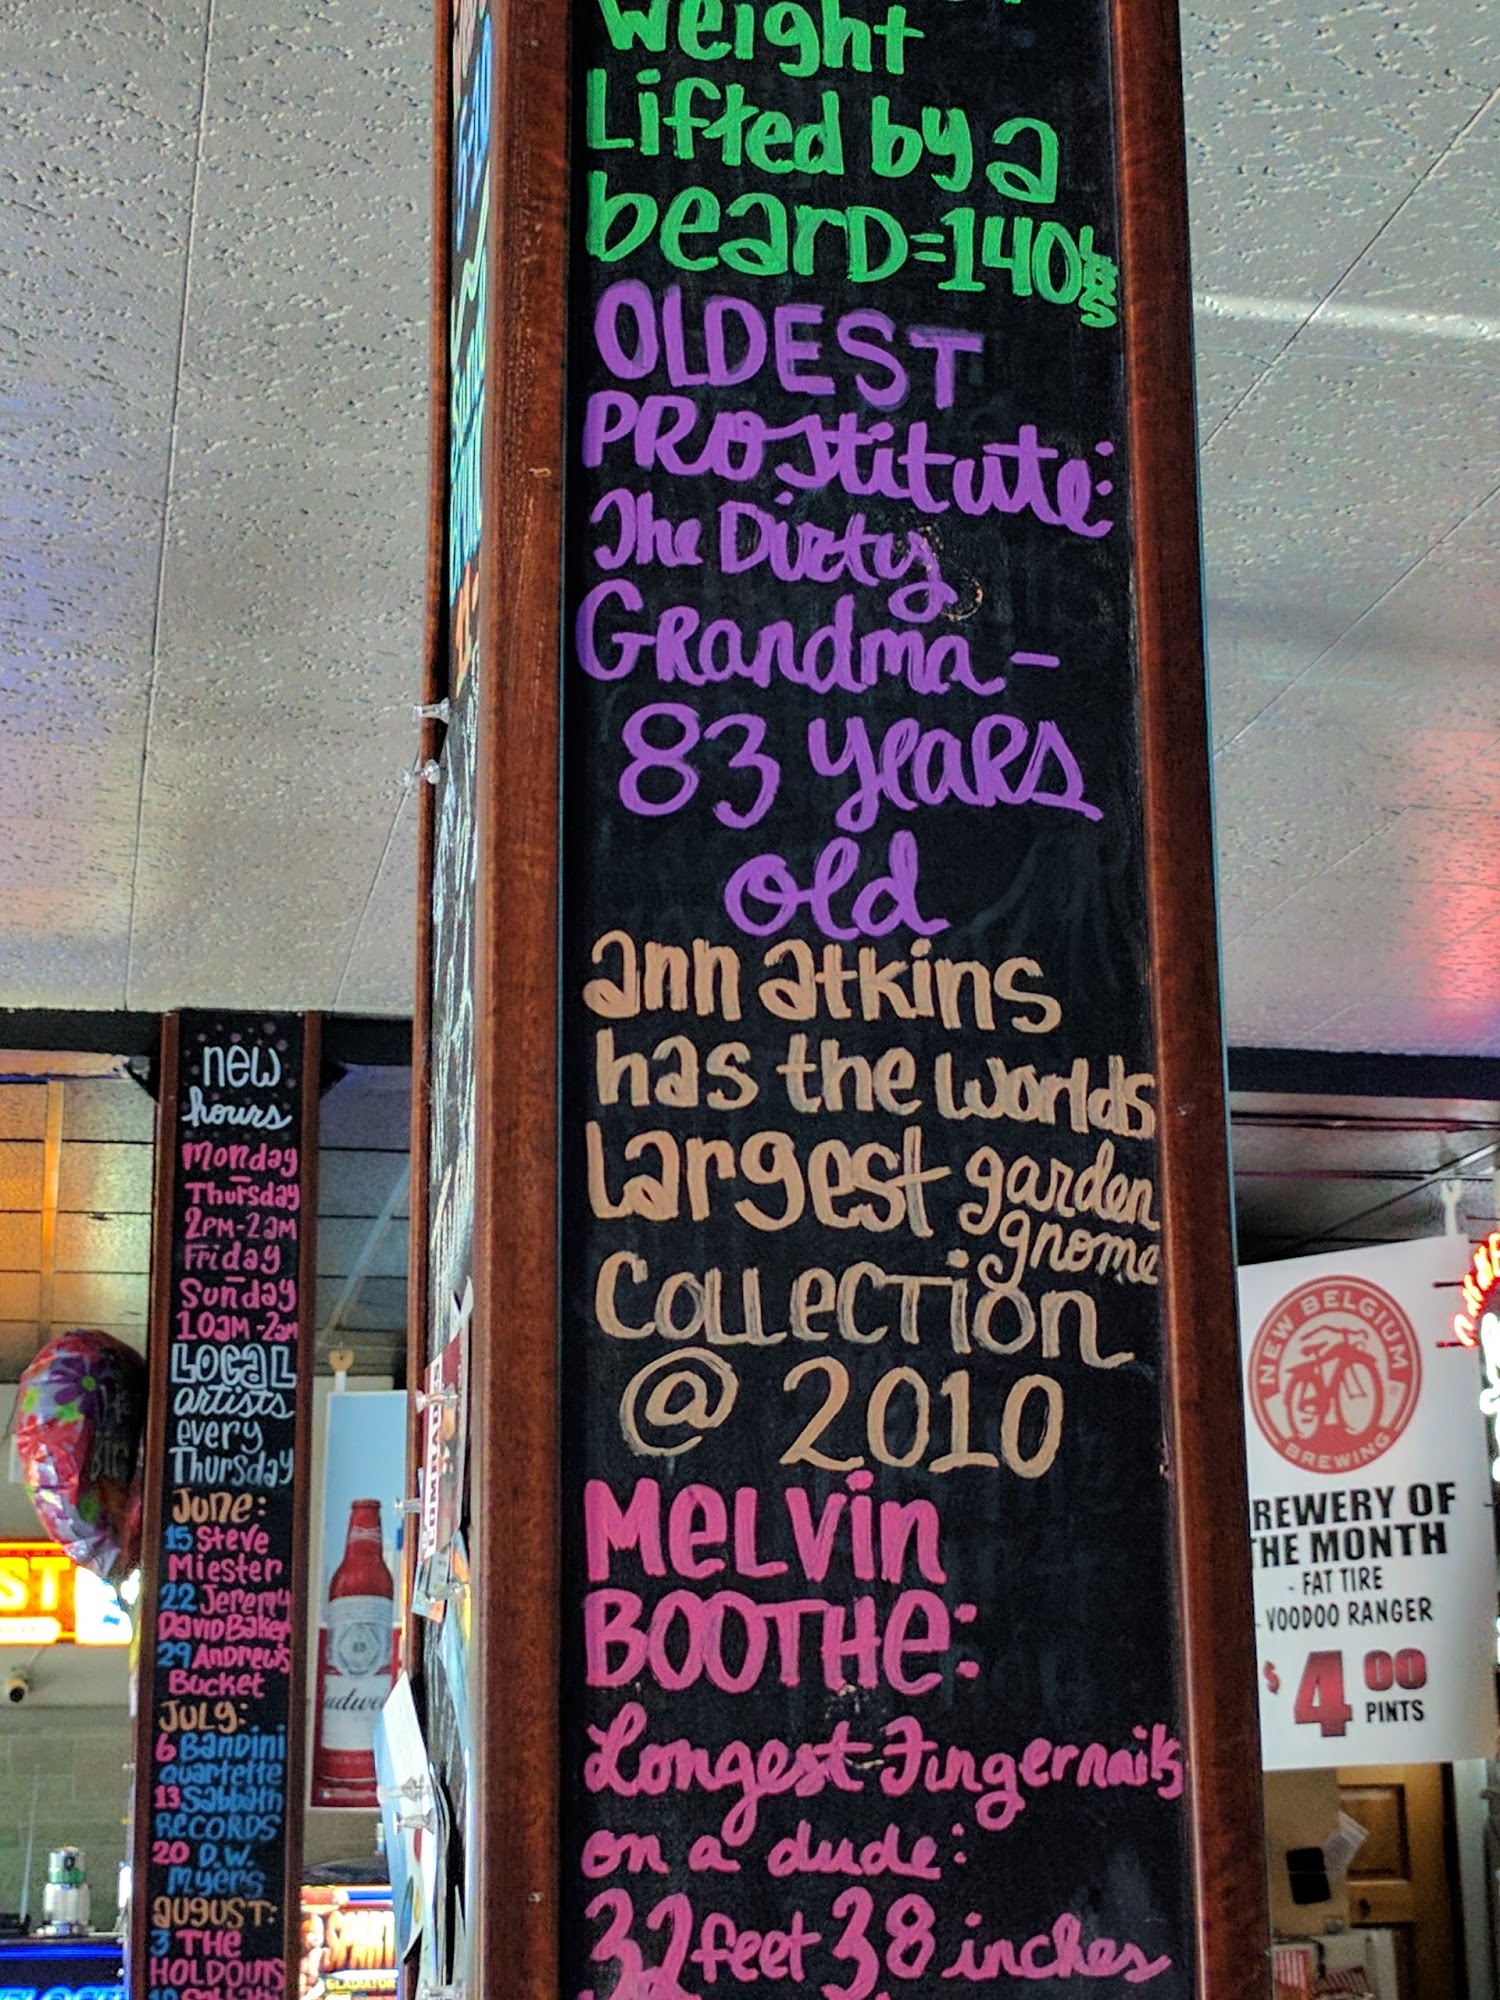 Weight
Lifted by a
beard=140 lbs
OLDEST
Prostitute:
The Dirty
Grandma -
83 years
old
ann atkins
has the worlds
largest garden
gnome
Collection
@ 2010
Melvin
Boothe:
Longest Fingernails
on a dude:
32 feet 38 inches
new
hours
Monday
-
Thursday
2PM-2AM
Friday
-
Sunday
10am-2am
LOCAL
artists
every
Thursday
June:
15 Steve
Miester
22 Jeremy
David Baker
29 Andrew's
Bucket
July:
6 Bandini
Quartette
13 Sabbath
Records
20 D.W.
Myers
August:
3 The
Holdouts
ST
NEW BELGIUM
BREWING
REWERY OF
THE MONTH
- FAT TIRE
VOODOO RANGER
$4.00
PINTS